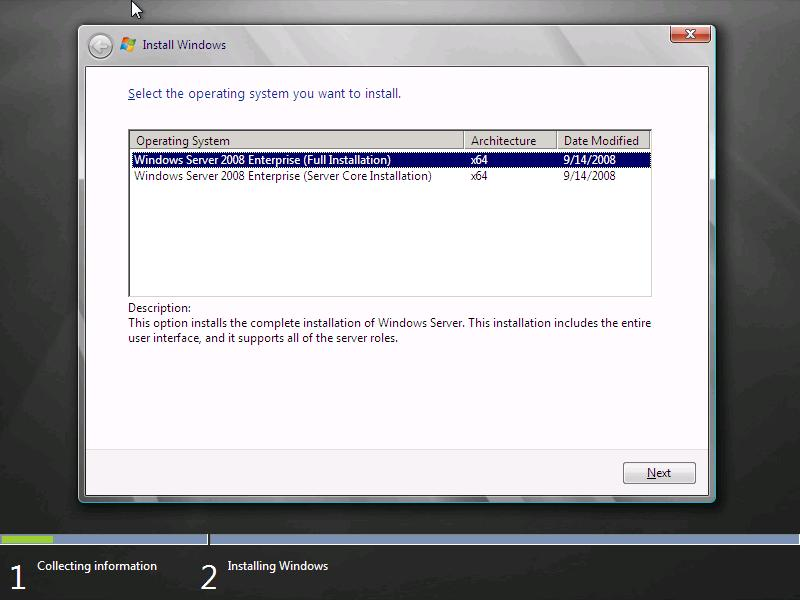 Install Windows
Select the operating system you want to install.
Operating System Architecture Date Modified
Windows Server 2008 Enterprise (Full Installation) x64 9/14/2008
Windows Server 2008 Enterprise (Server Core Installation) x64 9/14/2008
Description:
This option installs the complete installation of Windows Server. This installation includes the entire
user interface, and it supports all of the server roles.
Next
1 Collecting information 2 Installing Windows